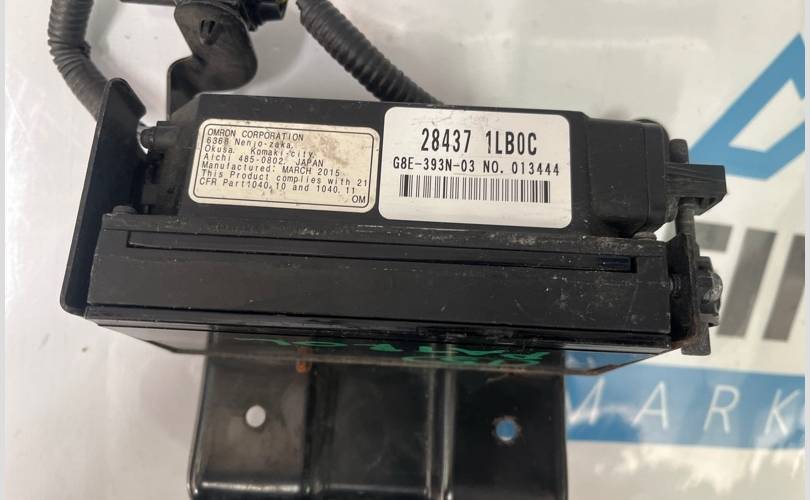 OMRON CORPORATION
6368 Nenjo-zaka,
Okusa, Komaki-city,
Aichi 485-0802 JAPAN
Manufactured: MARCH 2015
This Product complies with 21
CFR Part1040.10 and 1040.11
OM
28437 1LB0C
G8E-393N-03 NO. 013444
MARK